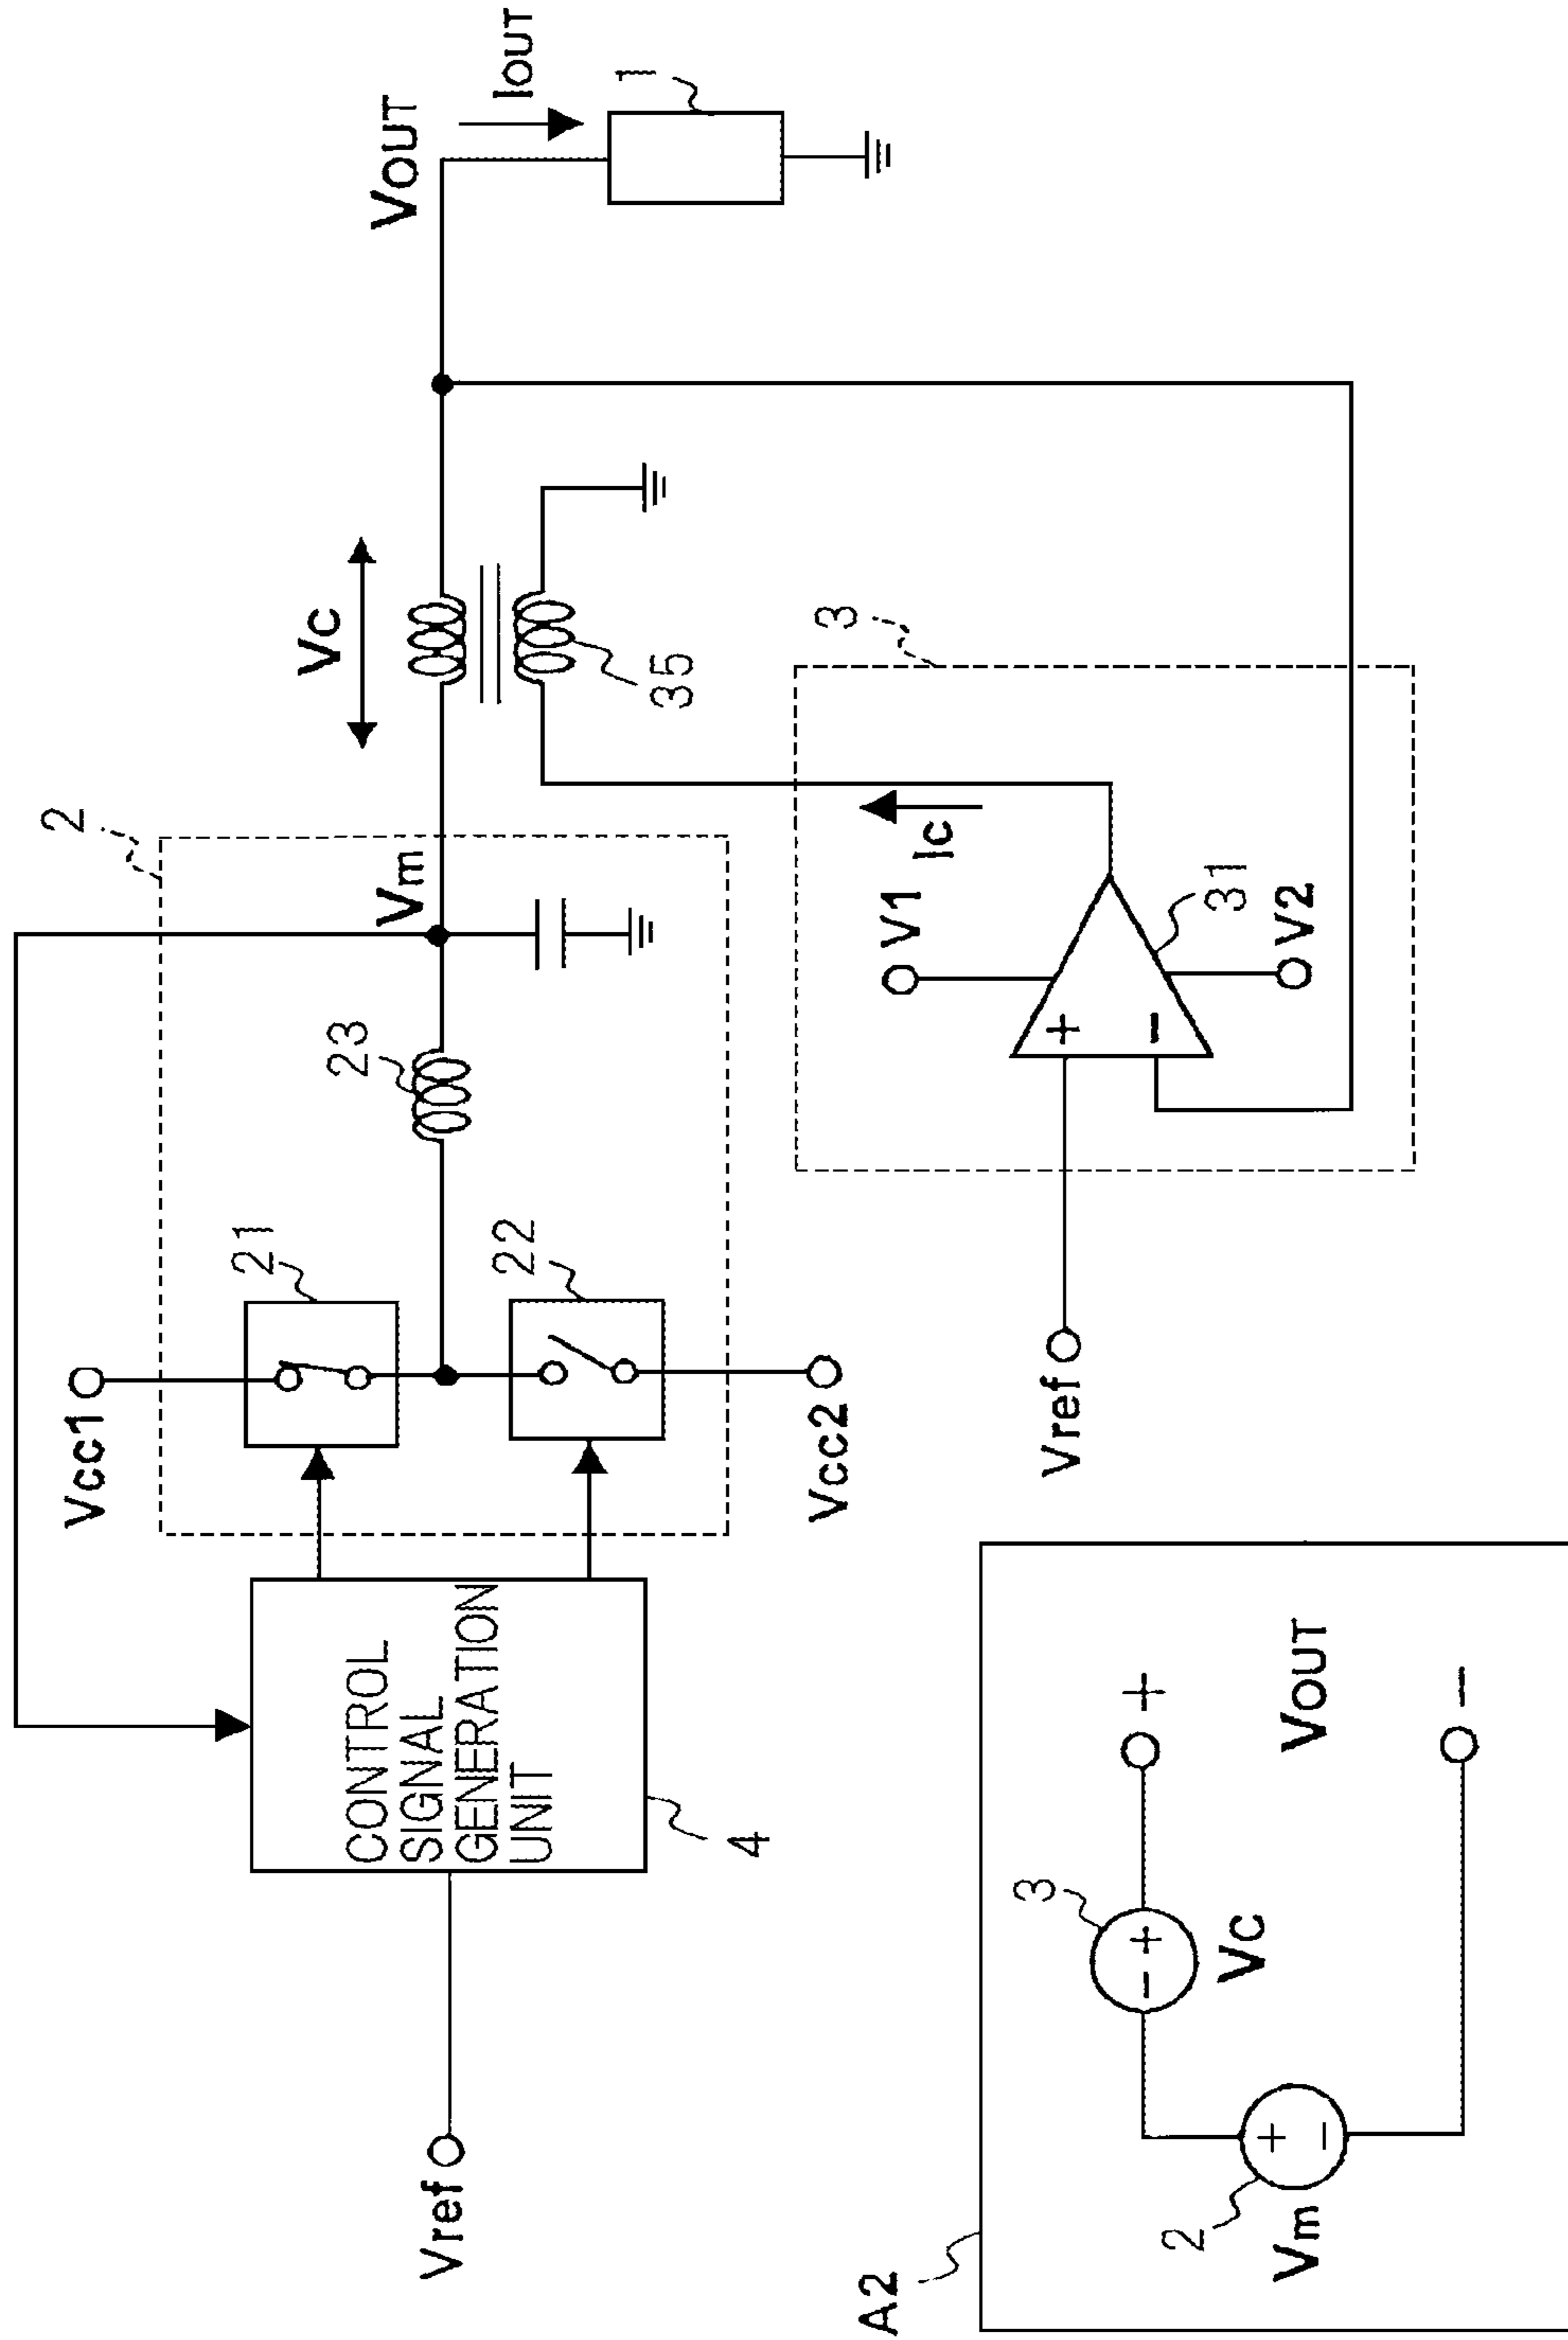 2
Vcc1
21
23
Vm
Vc
VOUT
IOUT
1
CONTROL
SIGNAL
GENERATION
UNIT
Vref
22
35
4
Vcc2
3
V1
Ic
Vref
+
−
31
V2
A2
3
− +
Vc
+
2
Vm
+
−
VOUT
−